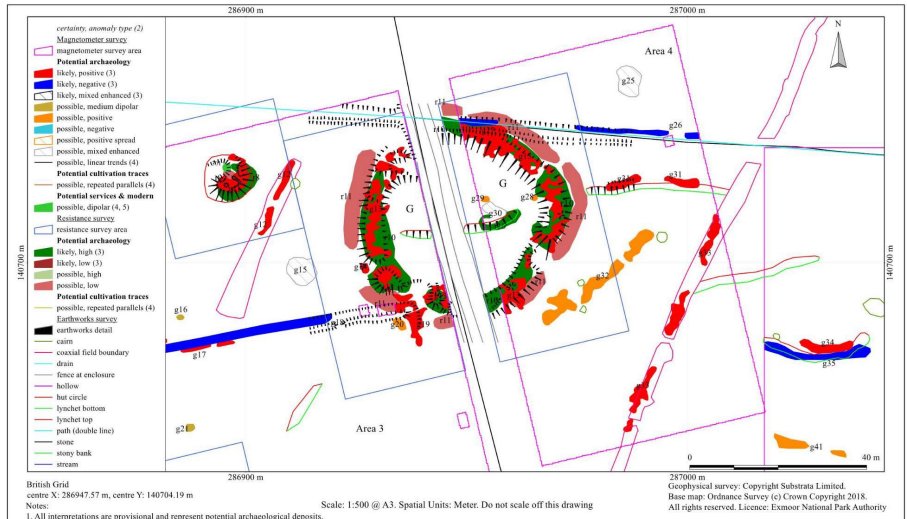 286900 m
287000 m
certainty, anomaly type (2)
Magnetometer survey
magnetometer survey area
Potential archaeology
likely, positive (3)
likely, negative (3)
likely, mixed enhanced (3)
possible, medium dipolar
possible, positive
possible, negative
possible, positive spread
possible, mixed enhanced
possible, linear trends (4)
Potential cultivation traces
possible, repeated parallels (4)
Potential services & modern
possible, dipolar (4, 5)
Resistance survey
resistance survey area
Potential archaeology
likely, high (3)
likely, low (3)
possible, high
possible, low
Potential cultivation traces
possible, repeated parallels (4)
Earthworks survey
earthworks detail
cairn
coaxial field boundary
drain
fence at enclosure
hollow
hut circle
lynchet bottom
lynchet top
path (double line)
stone
stony bank
stream
Area 4
N
g25
r11
g26
g31
r11
G
G
g29
g28
g30
r11
g12
g15
g32
140700 m
140700 m
g16
g17
g20
g19
r11
g34
g35
g21
Area 3
g41
286900 m
287000 m
0
40 m
British Grid
centre X: 286947.57 m, centre Y: 140704.19 m
Notes:
1. All interpretations are provisional and represent potential archaeological deposits.
Scale: 1:500 @ A3. Spatial Units: Meter. Do not scale off this drawing
Geophysical survey: Copyright Substrata Limited.
Base map: Ordnance Survey (c) Crown Copyright 2018.
All rights reserved. Licence: Exmoor National Park Authority